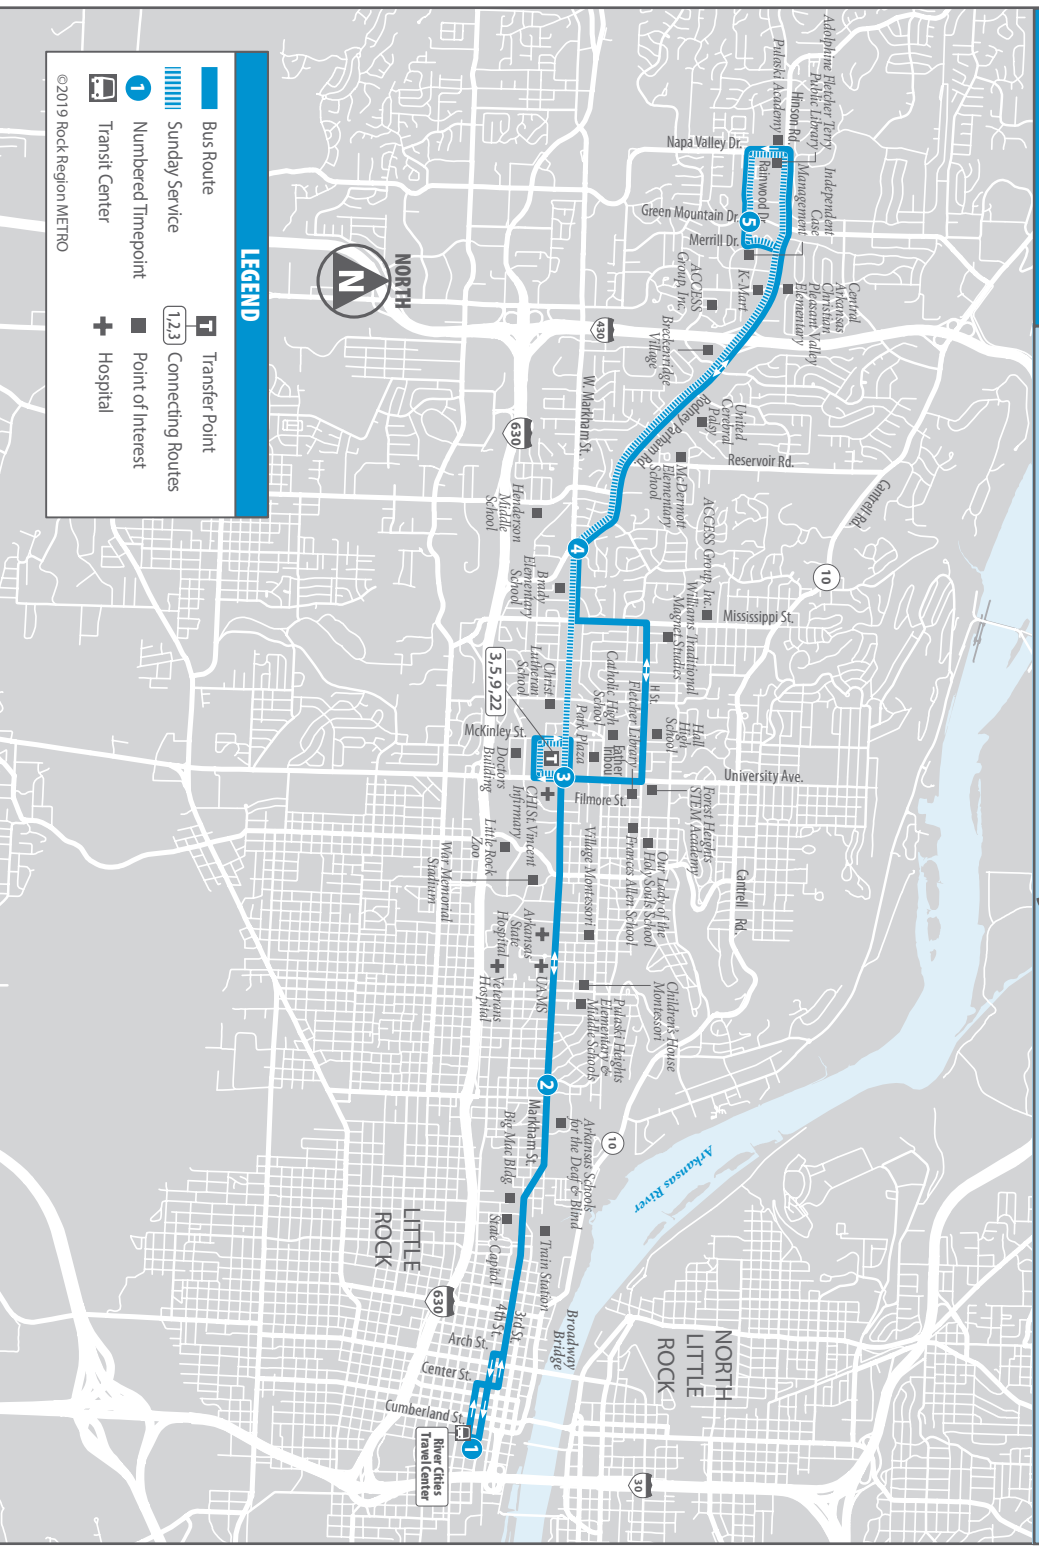 Adolphine Fletcher Terry
Public Library
Pulaski Academy
Hinson Rd.
Napa Valley Dr.
Rainwood Dr.
Independent
Case
Management
Green Mountain Dr.
5
Merrill Dr.
K-Mart
ACCESS
Group, Inc.
Central
Arkansas
Christian
Pleasant Valley
Elementary
Breckenridge
Village
430
United
Cerebral
Palsy
Rodney Parham Rd.
Reservoir Rd.
McDermott
Elementary
School
Cantrell Rd.
10
W. Markham St.
630
Henderson
Middle
School
4
Brady
Elementary
School
ACCESS Group, Inc.
Williams Traditional
Magnet Studies
Mississippi St.
H St.
Christ
Lutheran
School
3,5,9,22
McKinley St.
Catholic High
School
Fletcher Library
Hall
High
School
Park Plaza
Father
Tribou
T
3
Doctors
Building
University Ave.
Filmore St.
Forest Heights
STEM Academy
CHI St. Vincent
Infirmary
Little Rock
Zoo
War Memorial
Stadium
Village Montessori
Francis Allen School
Our Lady of the
Holy Souls School
Cantrell Rd.
Arkansas
State
Hospital
UAMS
Veterans
Hospital
Children's House
Montessori
Pulaski Heights
Elementary &
Middle Schools
2
Markham St.
10
Arkansas Schools
for the Deaf & Blind
Big Mac Bldg.
State Capitol
Train Station
Arkansas River
LITTLE
ROCK
630
3rd St.
4th St.
Arch St.
Center St.
Cumberland St.
Broadway
Bridge
NORTH
LITTLE
ROCK
1
River Cities
Travel Center
30
NORTH
N
LEGEND
Bus Route
Sunday Service
1 Numbered Timepoint
Transit Center
T Transfer Point
1,2,3 Connecting Routes
Point of Interest
Hospital
©2019 Rock Region METRO